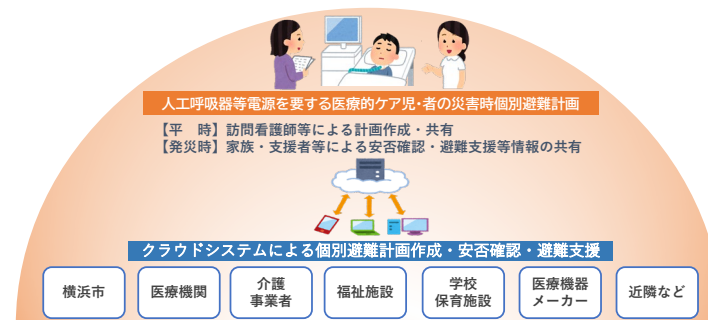 人工呼吸器等電源を要する医療的ケア児・者の災害時個別避難計画
【平　時】訪問看護師等による計画作成・共有
【発災時】家族・支援者等による安否確認・避難支援等情報の共有
クラウドシステムによる個別避難計画作成・安否確認・避難支援
横浜市
医療機関
介護
事業者
福祉施設
学校
保育施設
医療機器
メーカー
近隣など